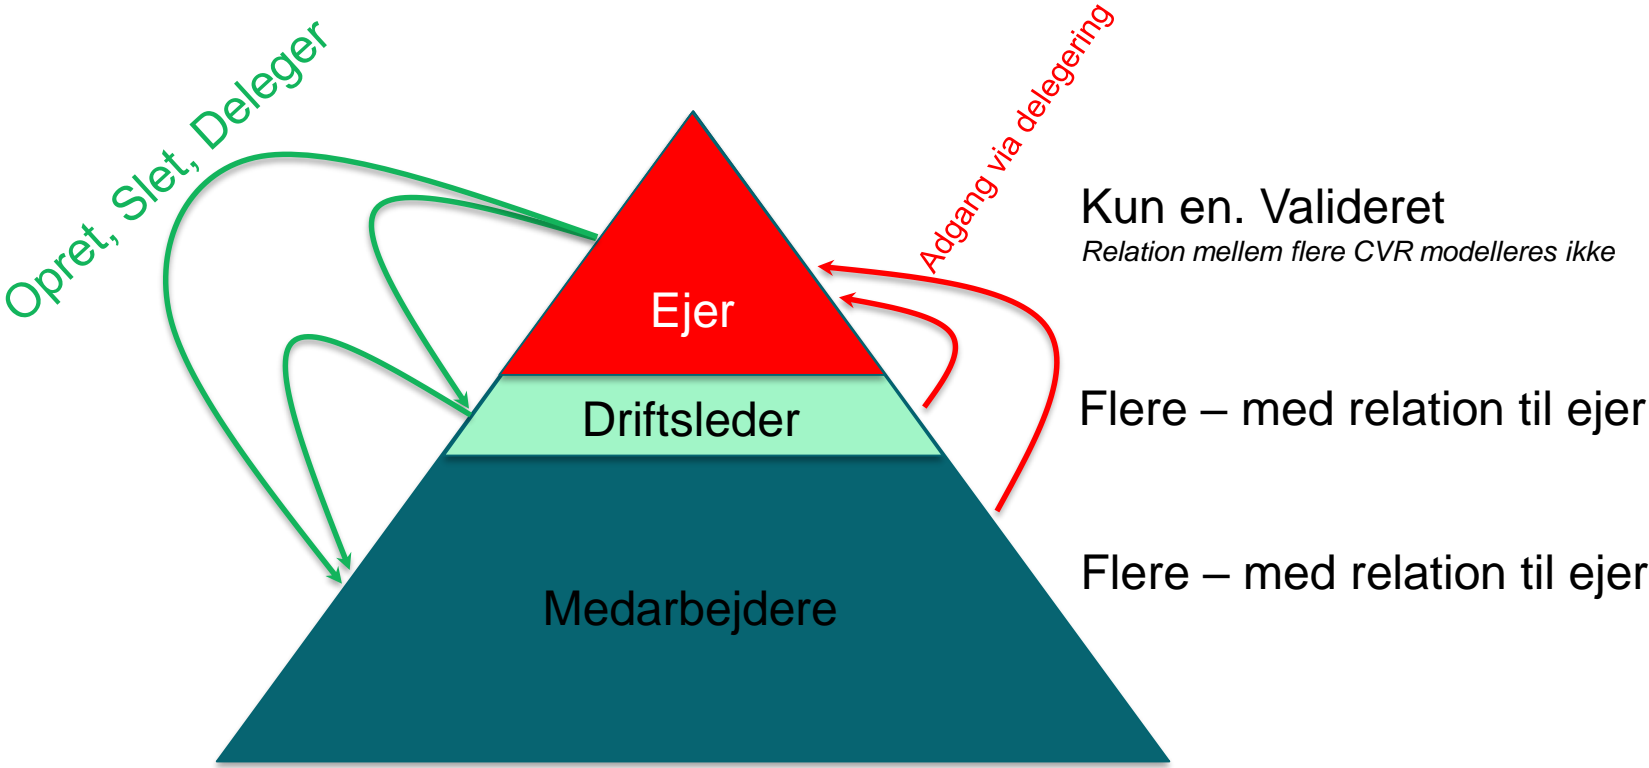 Opret, Slet, Deleger
Adgang via delegering
Kun en. Valideret
Relation mellem flere CVR modelleres ikke
Ejer
Driftsleder
Flere – med relation til ejer
Medarbejdere
Flere – med relation til ejer